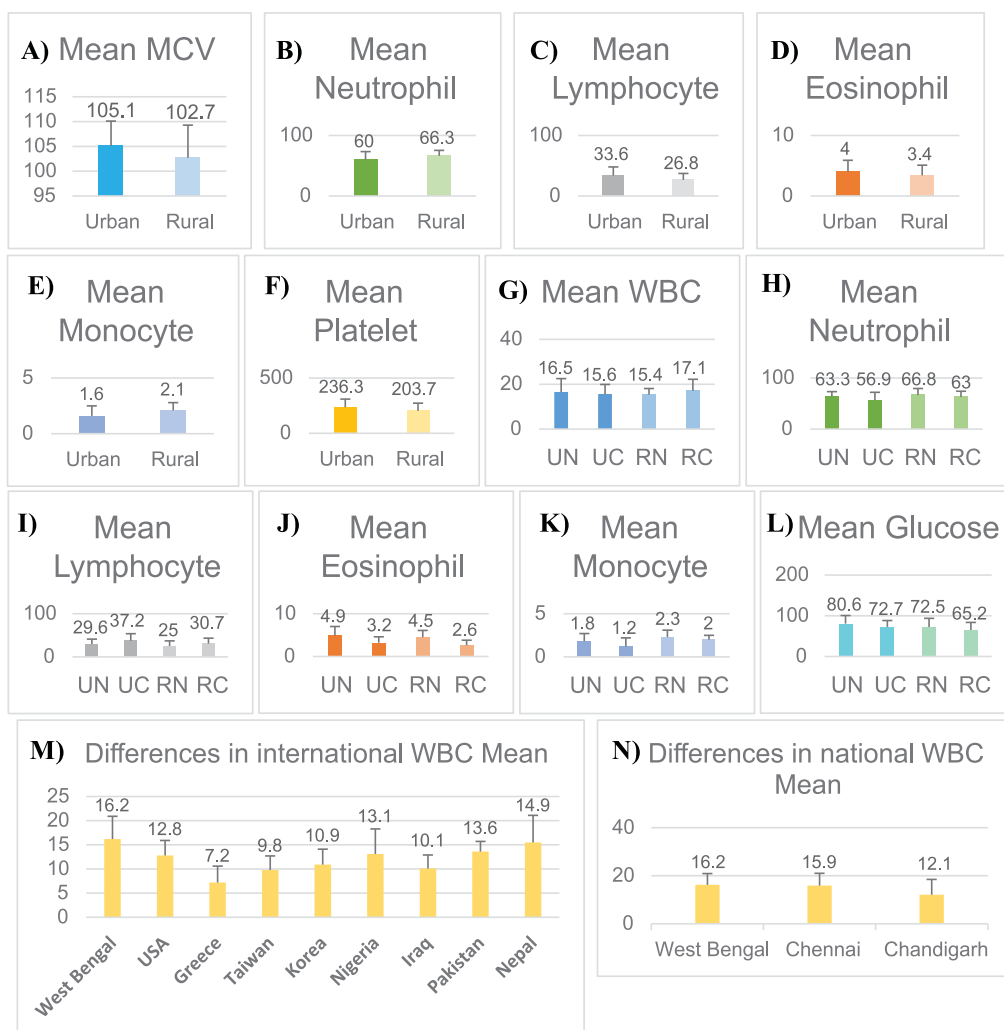 A) Mean MCV
115
110
105
100
95
105.1
102.7
Urban Rural
B) Mean
Neutrophil
100
0
60
66.3
Urban Rural
C) Mean
Lymphocyte
100
0
33.6
26.8
Urban Rural
D) Mean
Eosinophil
10
0
4
3.4
Urban Rural
E) Mean
Monocyte
5
0
1.6
2.1
Urban Rural
F) Mean
Platelet
500
0
236.3
203.7
Urban Rural
G) Mean WBC
40
20
0
16.5 15.6 15.4 17.1
UN UC RN RC
H) Mean
Neutrophil
100
0
63.3 56.9 66.8 63
UN UC RN RC
I) Mean
Lymphocyte
100
0
29.6 37.2 25 30.7
UN UC RN RC
J) Mean
Eosinophil
10
0
4.9 3.2 4.5 2.6
UN UC RN RC
K) Mean
Monocyte
5
0
1.8 1.2 2.3 2
UN UC RN RC
L) Mean Glucose
200
100
0
80.6 72.7 72.5 65.2
UN UC RN RC
M) Differences in international WBC Mean
25
20
15
10
5
0
16.2 12.8 7.2 9.8 10.9 13.1 10.1 13.6 14.9
West Bengal USA Greece Taiwan Korea Nigeria Iraq Pakistan Nepal
N) Differences in national WBC
Mean
40
20
0
16.2 15.9 12.1
West Bengal Chennai Chandigarh